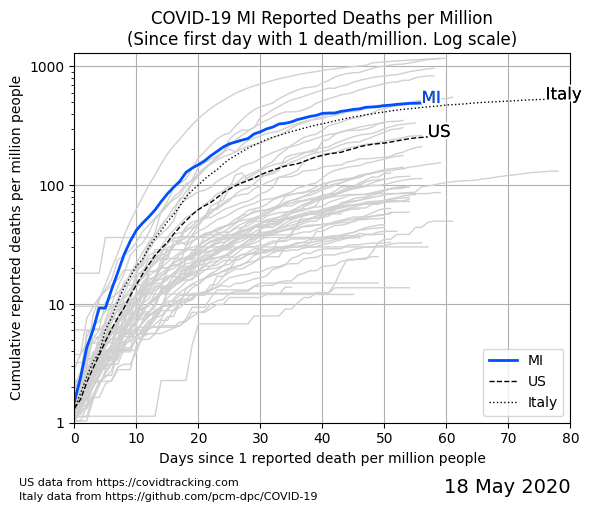 COVID-19 MI Reported Deaths per Million
(Since first day with 1 death/million. Log scale)
Cumulative reported deaths per million people
1000
100
10
1
MI
Italy
US
MI
US
Italy
0 10 20 30 40 50 60 70 80
Days since 1 reported death per million people
US data from https://covidtracking.com
Italy data from https://github.com/pcm-dpc/COVID-19
18 May 2020